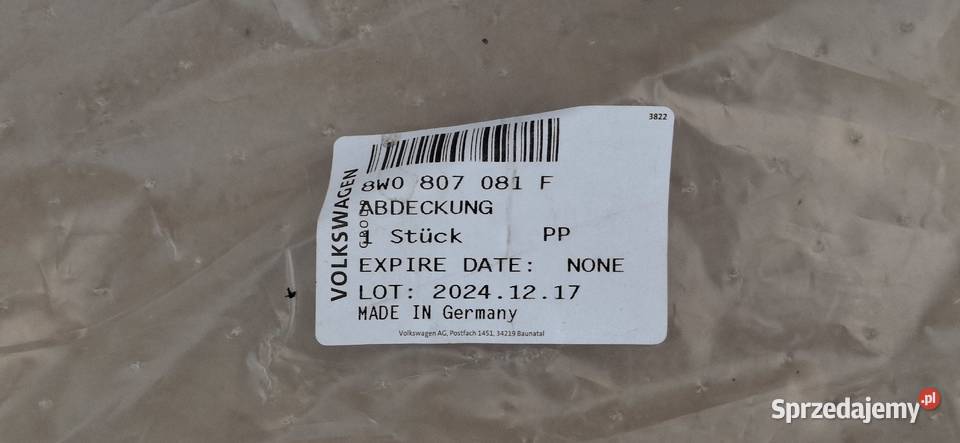 3822
VOLKSWAGEN
GROUP
8W0 807 081 F
ABDECKUNG
1 Stück PP
EXPIRE DATE: NONE
LOT: 2024.12.17
MADE IN Germany
Volkswagen AG, Postfach 1451, 34219 Baunatal
Sprzedajemy.pl